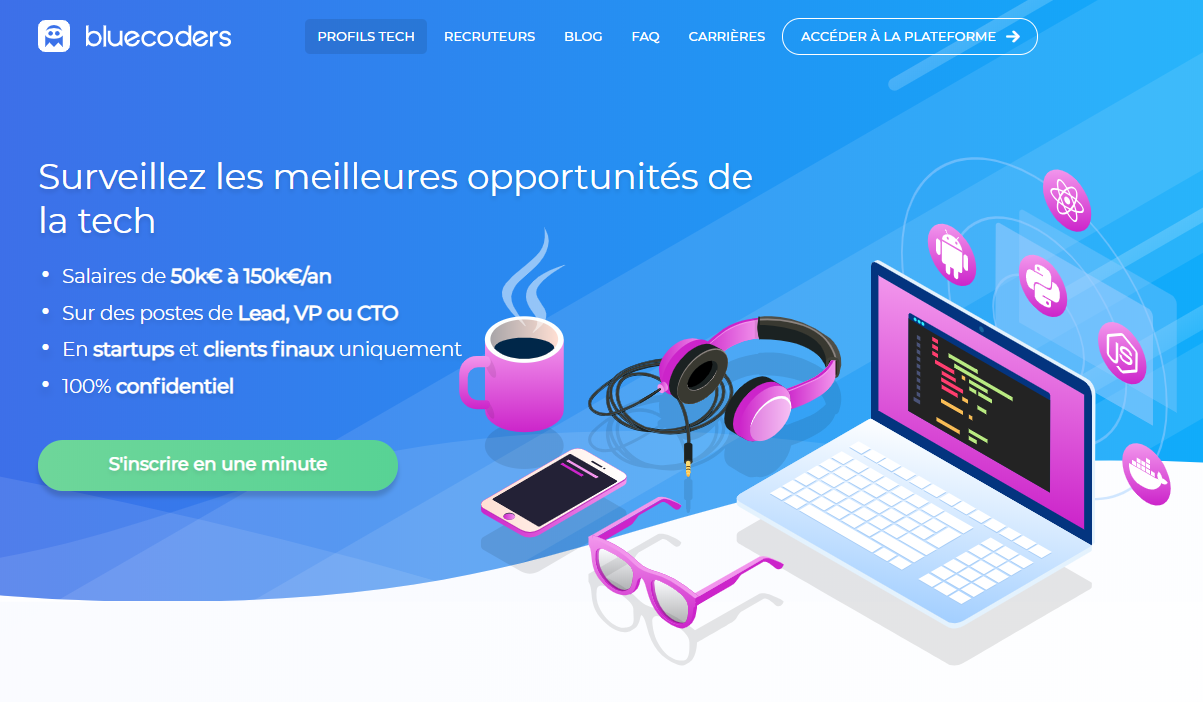 bluecoders
PROFILS TECH
RECRUTEURS
BLOG
FAQ
CARRIÈRES
ACCÉDER À LA PLATEFORME
Surveillez les meilleures opportunités de
la tech
• Salaires de 50k€ à 150k€/an
• Sur des postes de Lead, VP ou CTO
• En startups et clients finaux uniquement
• 100% confidentiel
JS
S'inscrire en une minute